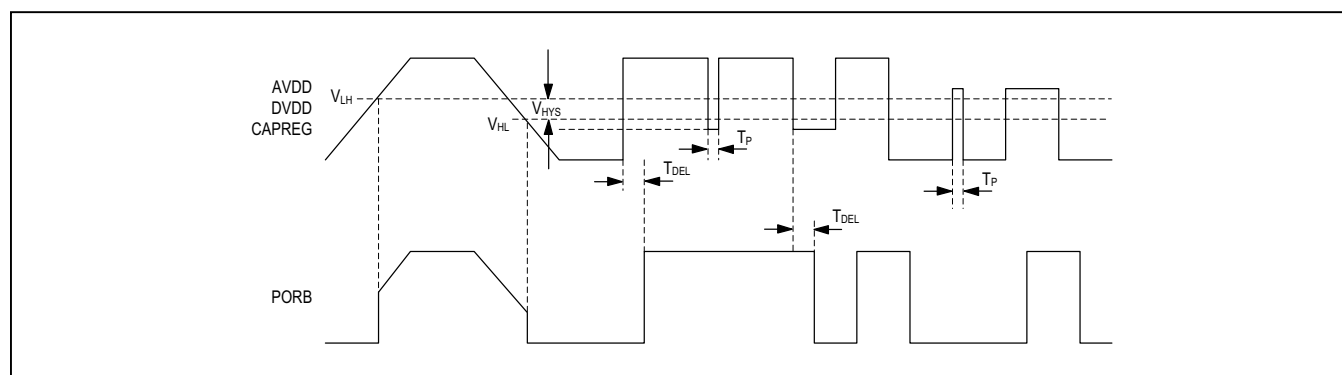 AVDD
DVDD
CAPREG
VLH
VHL
VHYS
TP
TDEL
TDEL
TP
PORB